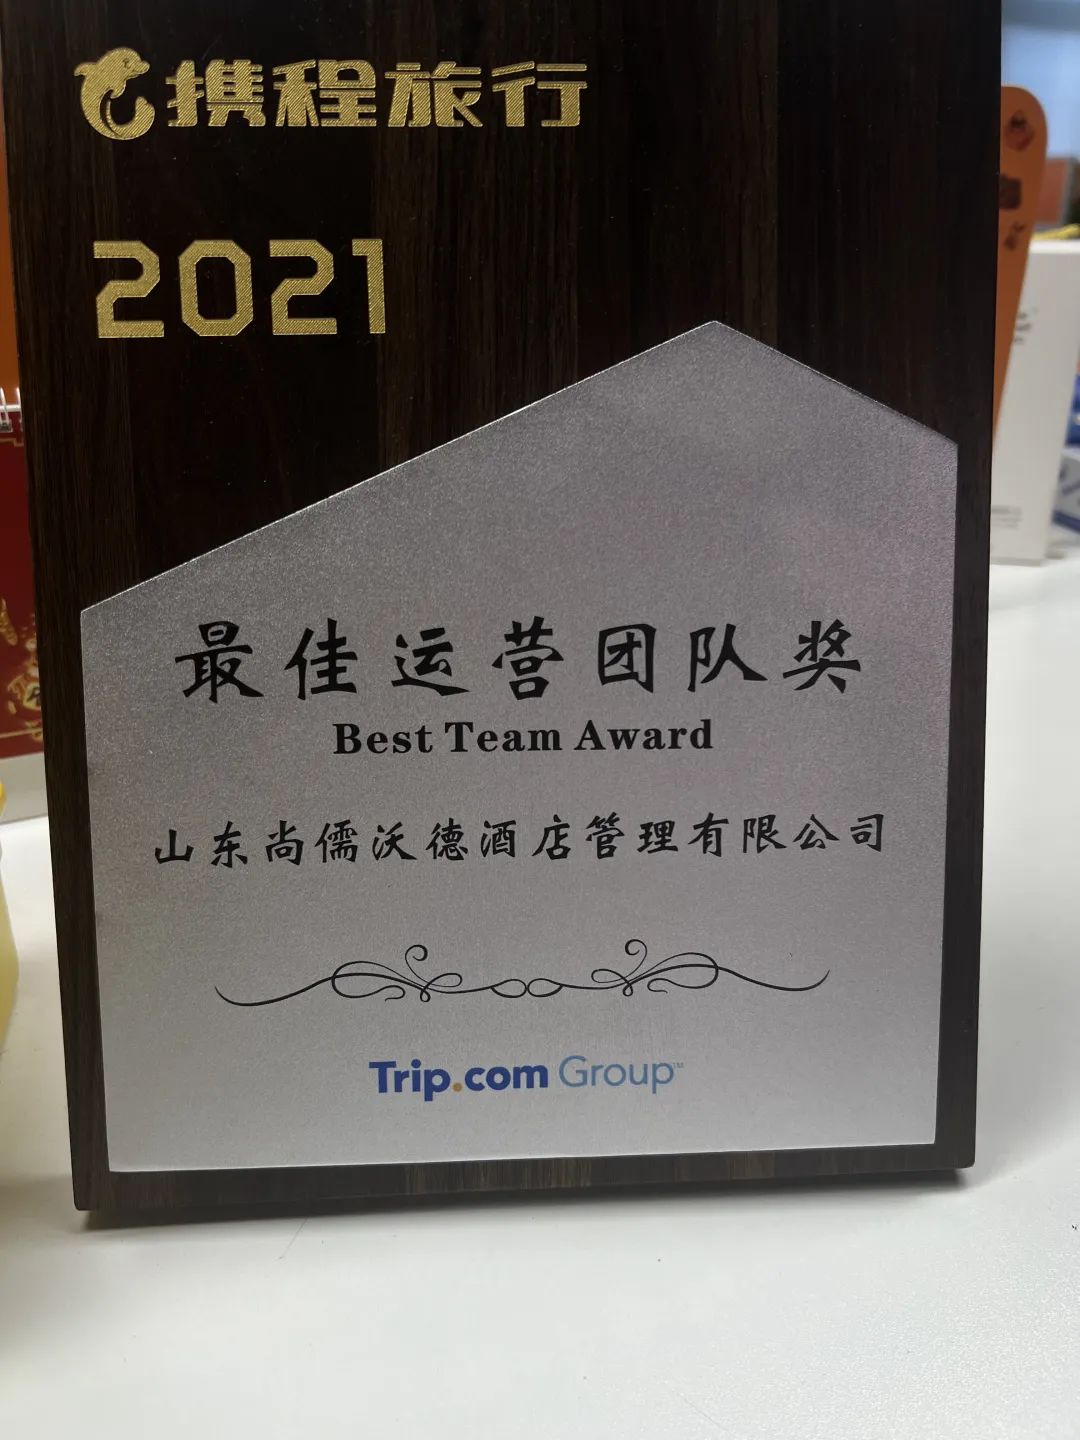 携程旅行
2021
最佳运营团队奖
Best Team Award
山东尚儒沃德酒店管理有限公司
Trip.com Group™